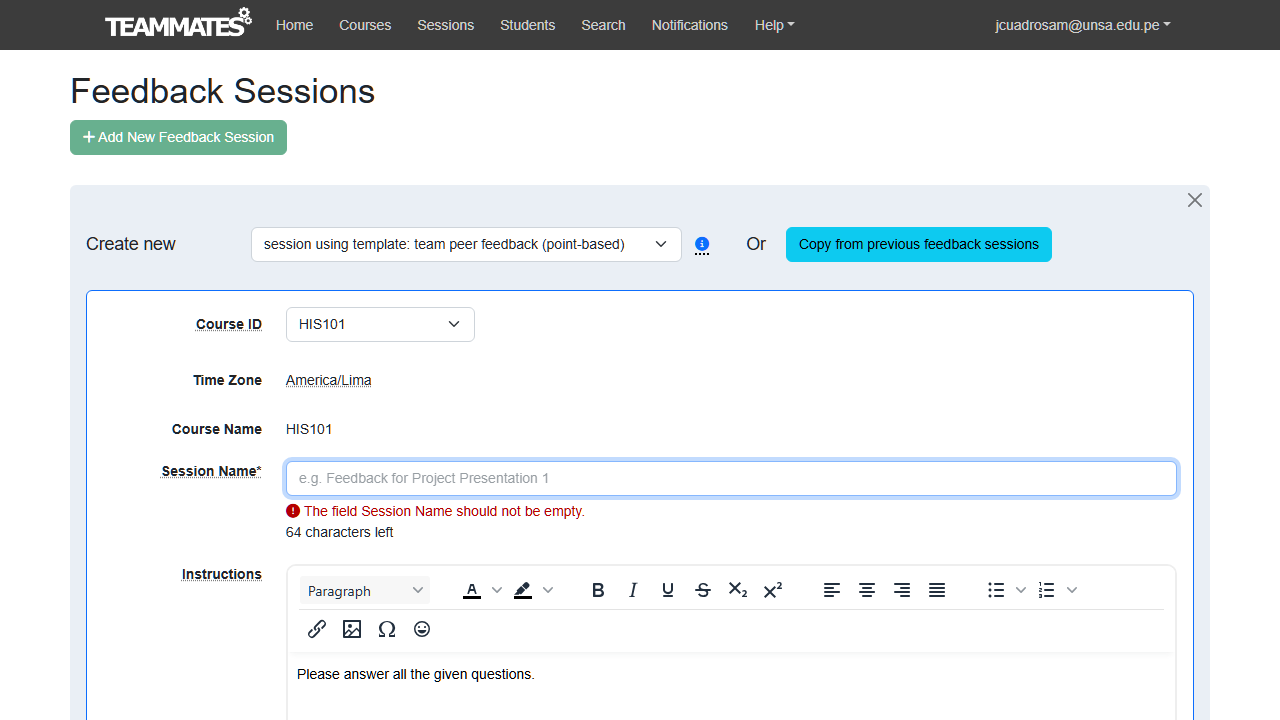 TEAMMATES Home Courses Sessions Students Search Notifications Help jcuadrosam@unsa.edu.pe
Feedback Sessions
+ Add New Feedback Session
Create new session using template: team peer feedback (point-based) Or Copy from previous feedback sessions
Course ID HIS101
Time Zone America/Lima
Course Name HIS101
Session Name* e.g. Feedback for Project Presentation 1
The field Session Name should not be empty.
64 characters left
Instructions
Paragraph A B I U S X₂ X²
Ω
Please answer all the given questions.